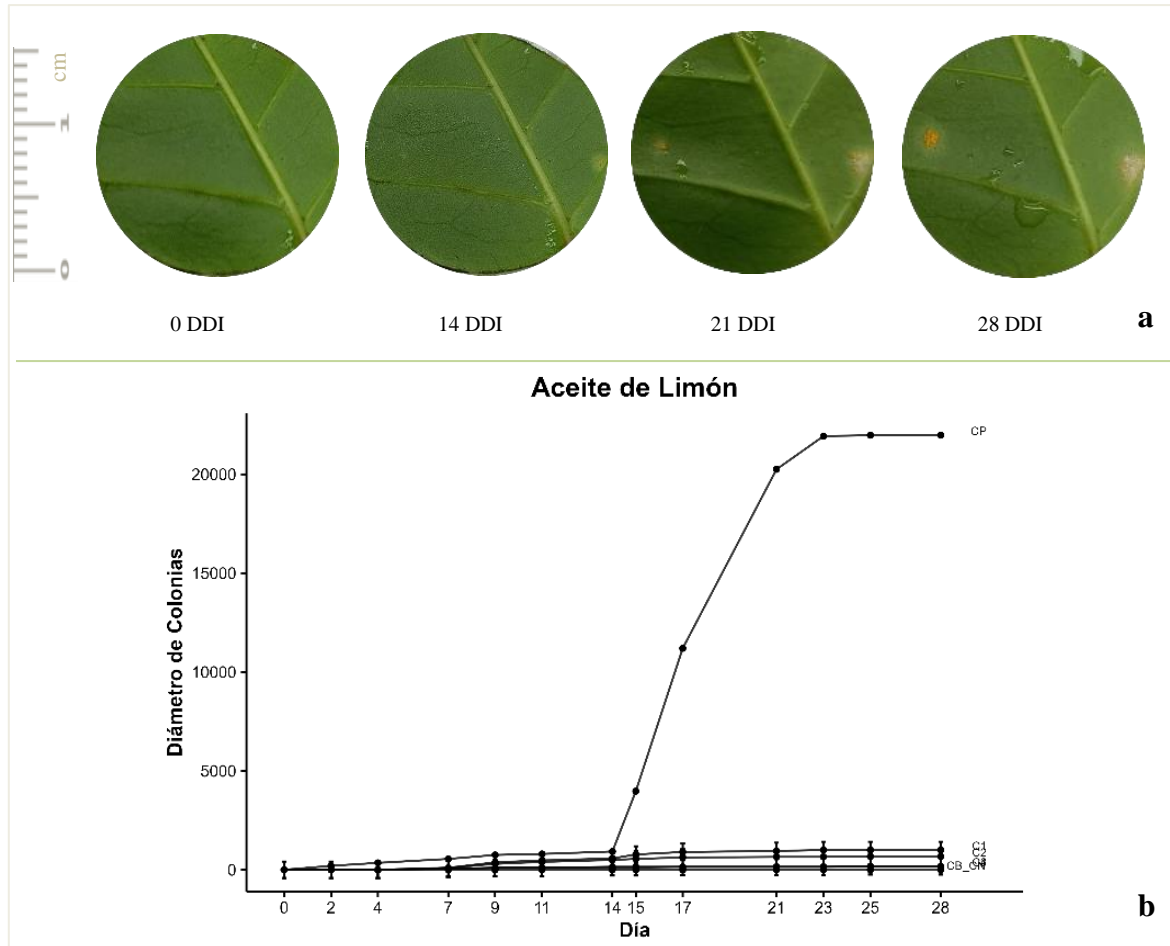 cm
1
0
0 DDI
14 DDI
21 DDI
28 DDI
a
Aceite de Limón
Diámetro de Colonias
20000
15000
10000
5000
0
CP
C1
C2
CB_CN
0 2 4 7 9 11 14 15 17 21 23 25 28
Día
b